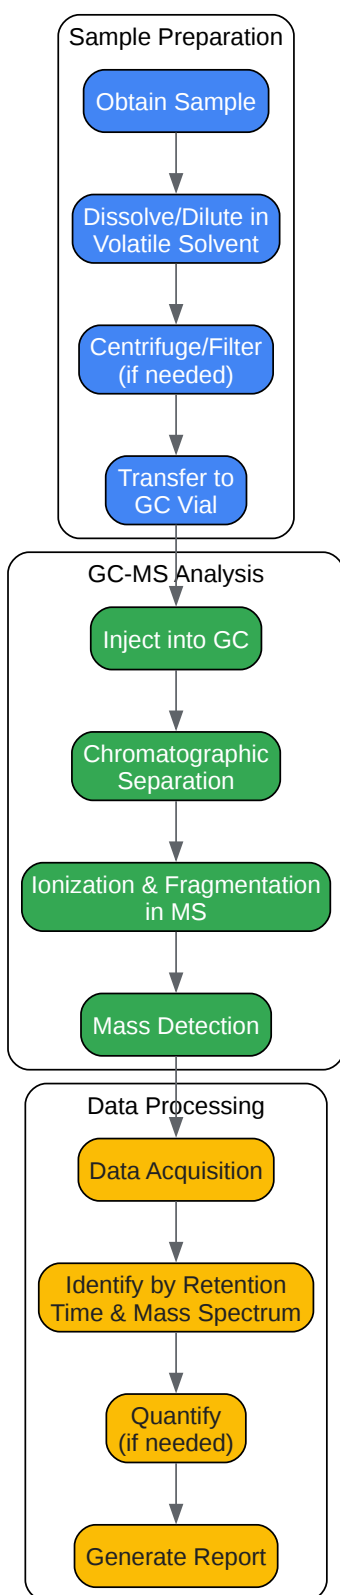 Sample Preparation
Obtain Sample
Dissolve/Dilute in
Volatile Solvent
Centrifuge/Filter
(if needed)
Transfer to
GC Vial
GC-MS Analysis
Inject into GC
Chromatographic
Separation
Ionization & Fragmentation
in MS
Mass Detection
Data Processing
Data Acquisition
Identify by Retention
Time & Mass Spectrum
Quantify
(if needed)
Generate Report